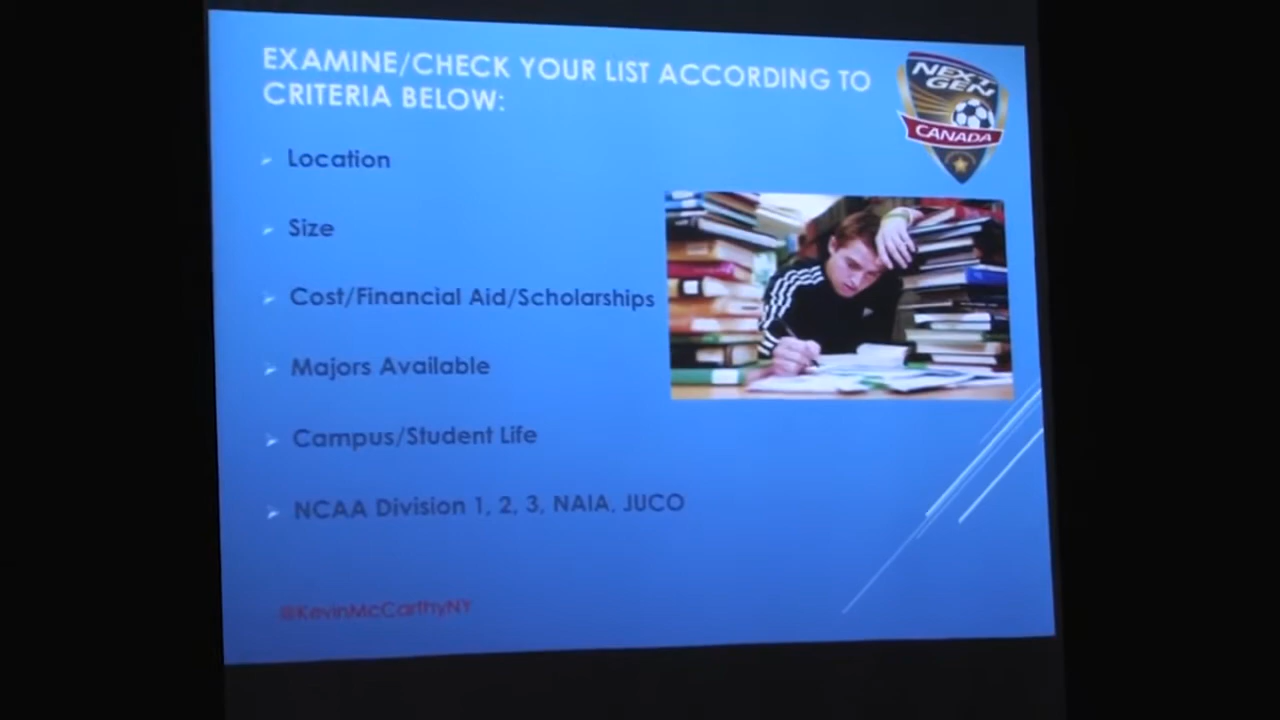 EXAMINE/CHECK YOUR LIST ACCORDING TO
CRITERIA BELOW:
NEXT
GEN
CANADA
Location
Size
Cost/Financial Aid/Scholarships
Majors Available
Campus/Student Life
NCAA Division 1, 2, 3, NAIA, JUCO
@KevinMcCarthyNY